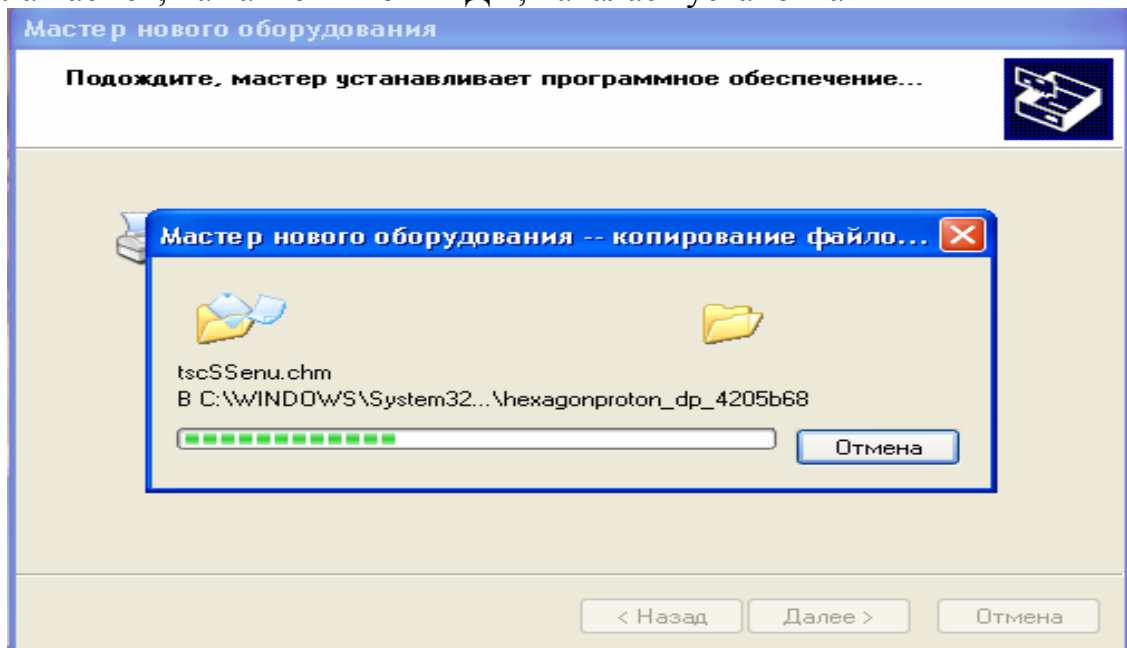 Мастер нового оборудования
Подождите, мастер устанавливает программное обеспечение...
Мастер нового оборудования -- копирование файло...
tscSSenu.chm
В C:\WINDOWS\System32...\hexagonproton_dp_4205b68
Отмена
< Назад Далее > Отмена